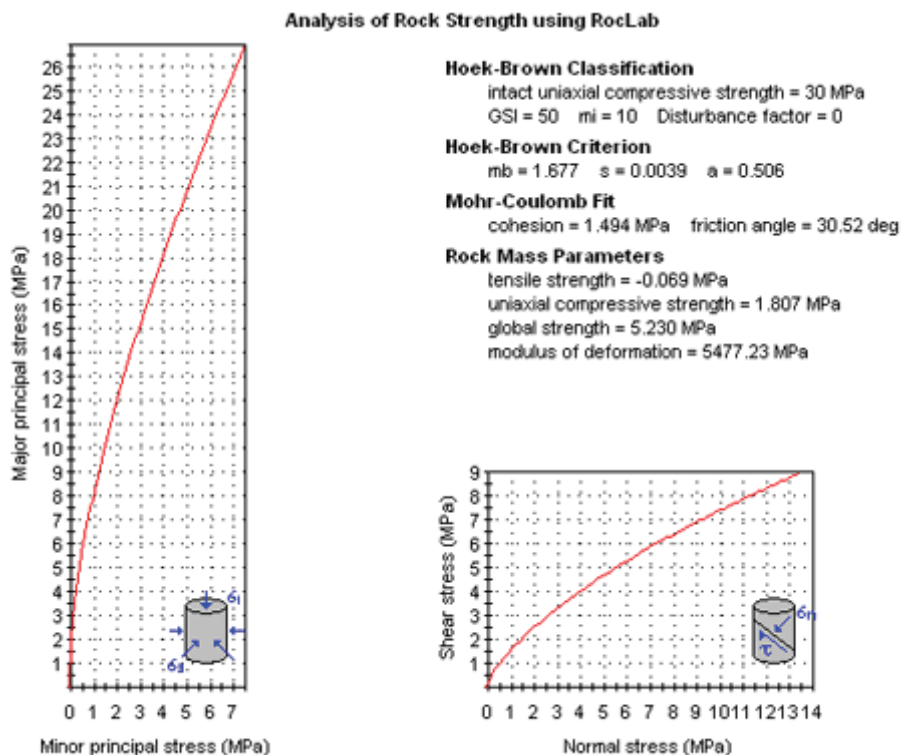 Analysis of Rock Strength using RocLab
Hoek-Brown Classification
intact uniaxial compressive strength = 30 MPa
GSI = 50 mi = 10 Disturbance factor = 0
Hoek-Brown Criterion
mb = 1.677 s = 0.0039 a = 0.506
Mohr-Coulomb Fit
cohesion = 1.494 MPa friction angle = 30.52 deg
Rock Mass Parameters
tensile strength = -0.069 MPa
uniaxial compressive strength = 1.807 MPa
global strength = 5.230 MPa
modulus of deformation = 5477.23 MPa
Major principal stress (MPa)
26
25
24
23
22
21
20
19
18
17
16
15
14
13
12
11
10
9
8
7
6
5
4
3
2
1
σ1
σ3
0 1 2 3 4 5 6 7
Minor principal stress (MPa)
Shear stress (MPa)
9
8
7
6
5
4
3
2
1
σn
τ
0 1 2 3 4 5 6 7 8 9 10 11 12 13 14
Normal stress (MPa)